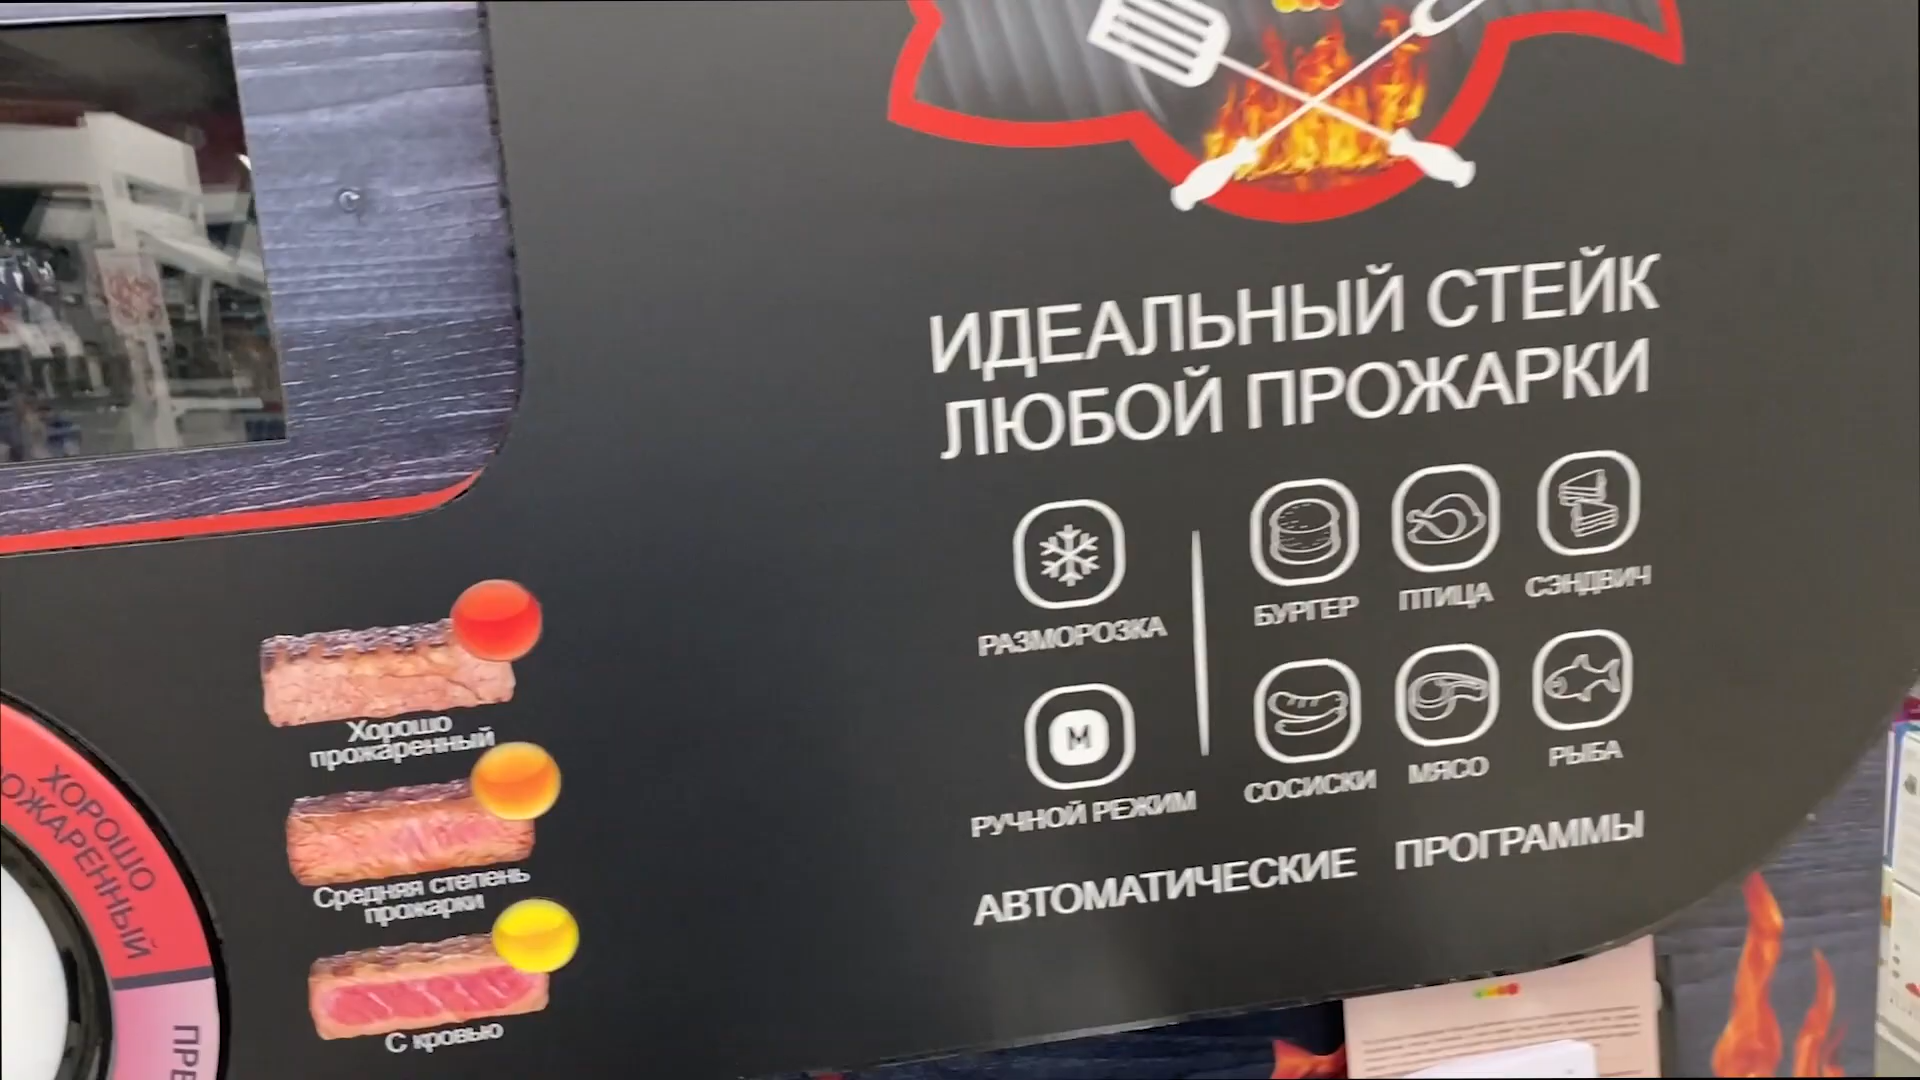 ИДЕАЛЬНЫЙ СТЕЙК
ЛЮБОЙ ПРОЖАРКИ
РАЗМОРОЗКА
БУРГЕР
ПТИЦА
СЭНДВИЧ
M
РУЧНОЙ РЕЖИМ
СОСИСКИ
МЯСО
РЫБА
АВТОМАТИЧЕСКИЕ ПРОГРАММЫ
Хорошо
прожаренный
Средняя степень
прожарки
С кровью
ХОРОШО